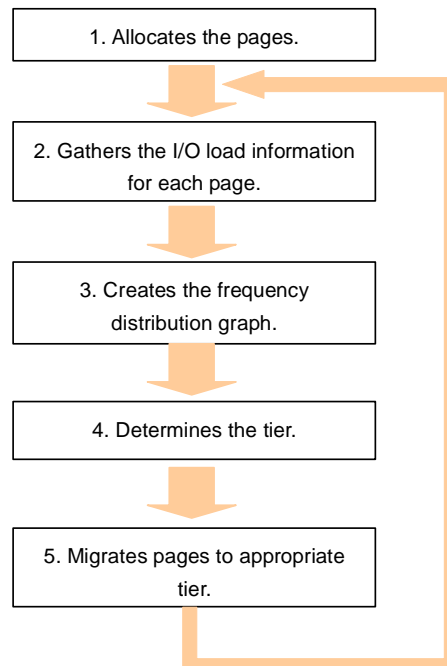 1. Allocates the pages.
2. Gathers the I/O load information
for each page.
3. Creates the frequency
distribution graph.
4. Determines the tier.
5. Migrates pages to appropriate
tier.